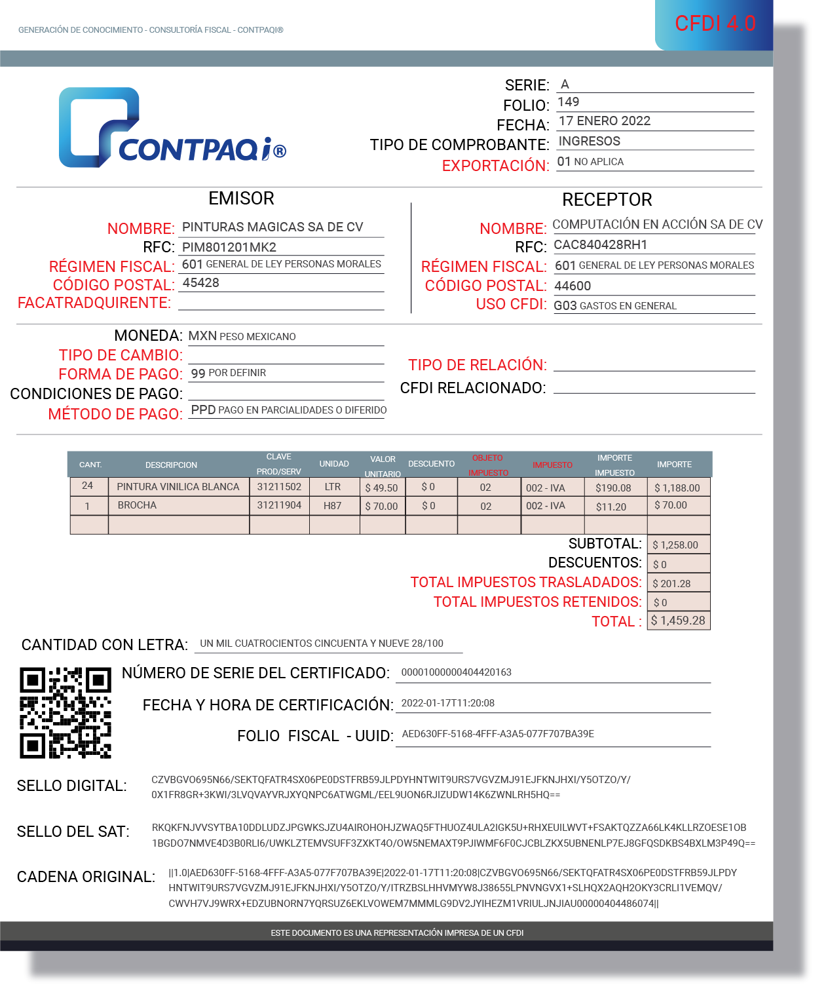 GENERACIÓN DE CONOCIMIENTO - CONSULTORÍA FISCAL - CONTPAQI®
CFDI 4.0
CONTPAQi®
SERIE: A
FOLIO: 149
FECHA: 17 ENERO 2022
TIPO DE COMPROBANTE: INGRESOS
EXPORTACIÓN: 01 NO APLICA
EMISOR
NOMBRE: PINTURAS MAGICAS SA DE CV
RFC: PIM801201MK2
RÉGIMEN FISCAL: 601 GENERAL DE LEY PERSONAS MORALES
CÓDIGO POSTAL: 45428
FACATRADQUIRENTE:
RECEPTOR
NOMBRE: COMPUTACIÓN EN ACCIÓN SA DE CV
RFC: CAC840428RH1
RÉGIMEN FISCAL: 601 GENERAL DE LEY PERSONAS MORALES
CÓDIGO POSTAL: 44600
USO CFDI: G03 GASTOS EN GENERAL
MONEDA: MXN PESO MEXICANO
TIPO DE CAMBIO:
FORMA DE PAGO: 99 POR DEFINIR
CONDICIONES DE PAGO:
MÉTODO DE PAGO: PPD PAGO EN PARCIALIDADES O DIFERIDO
TIPO DE RELACIÓN:
CFDI RELACIONADO:
CANT. DESCRIPCION CLAVE PROD/SERV UNIDAD VALOR UNITARIO DESCUENTO OBJETO IMPUESTO IMPUESTO IMPORTE IMPUESTO IMPORTE
24 PINTURA VINILICA BLANCA 31211502 LTR $ 49.50 $ 0 02 002 - IVA $190.08 $ 1,188.00
1 BROCHA 31211904 H87 $ 70.00 $ 0 02 002 - IVA $11.20 $ 70.00
SUBTOTAL: $ 1,258.00
DESCUENTOS: $ 0
TOTAL IMPUESTOS TRASLADADOS: $ 201.28
TOTAL IMPUESTOS RETENIDOS: $ 0
TOTAL : $ 1,459.28
CANTIDAD CON LETRA: UN MIL CUATROCIENTOS CINCUENTA Y NUEVE 28/100
NÚMERO DE SERIE DEL CERTIFICADO: 00001000000404420163
FECHA Y HORA DE CERTIFICACIÓN: 2022-01-17T11:20:08
FOLIO FISCAL - UUID: AED630FF-5168-4FFF-A3A5-077F707BA39E
SELLO DIGITAL: CZVBGVO695N66/SEKTQFATR4SX06PE0DSTFRB59JLPDYHNTWIT9URS7VGVZMJ91EJFKNJHXI/Y5OTZO/Y/
0X1FR8GR+3KWI/3LVQVAYVRJXYQNPC6ATWGML/EEL9UON6RJIZUDW14K6ZWNLRH5HQ==
SELLO DEL SAT: RKQKFNJVVSYTBA10DDLUDZJPGWKSJZU4AIROHOHJZWAQ5FTHUOZ4ULA2IGK5U+RHXEUILWVT+FSAKTQZZA66LK4KLLRZOESE1OB
1BGDO7NMVE4D3B0RLI6/UWKLZTEMVSUFF3ZXKT4O/OW5NEMAXT9PJIWMF6F0CJCBLZKX5UBNENLP7EJ8GFQSDKBS4BXLM3P49Q==
CADENA ORIGINAL: ||1.0|AED630FF-5168-4FFF-A3A5-077F707BA39E|2022-01-17T11:20:08|CZVBGVO695N66/SEKTQFATR4SX06PE0DSTFRB59JLPDY
HNTWIT9URS7VGVZMJ91EJFKNJHXI/Y5OTZO/Y/ITRZBSLHHVMYW8J38655LPNVNGVX1+SLHQX2AQH2OKY3CRLI1VEMQV/
CWVH7VJ9WRX+EDZUBNORN7YQRSUZ6EKLVOWEM7MMMLG9DV2JYIHEZM1VRIULJNJIAU00000404486074||
ESTE DOCUMENTO ES UNA REPRESENTACIÓN IMPRESA DE UN CFDI